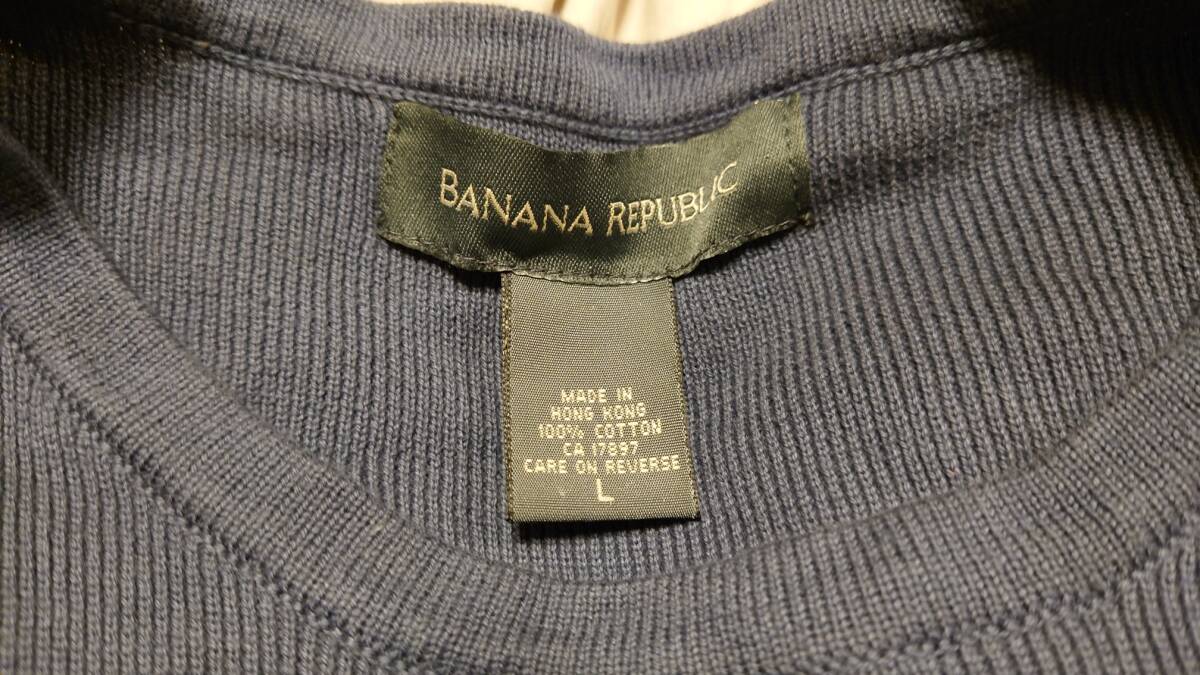 BANANA REPUBLIC
MADE IN
HONG KONG
100% COTTON
CA 17897
CARE ON REVERSE
L